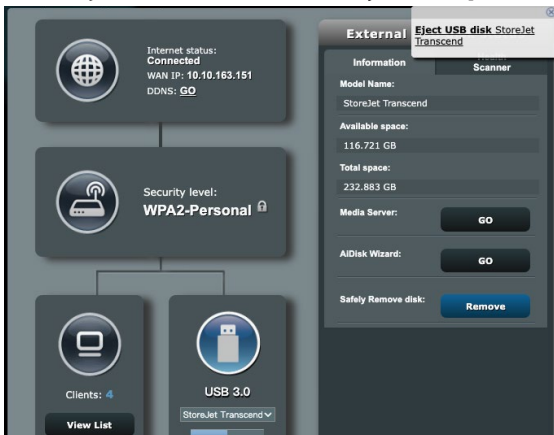 Internet status:
Connected
WAN IP: 10.10.163.151
DDNS: GO
Security level:
WPA2-Personal
Clients: 4
View List
USB 3.0
StoreJet Transcend
External
Eject USB disk StoreJet
Transcend
Information
Scanner
Model Name:
StoreJet Transcend
Available space:
116.721 GB
Total space:
232.883 GB
Media Server:
GO
AiDisk Wizard:
GO
Safely Remove disk:
Remove